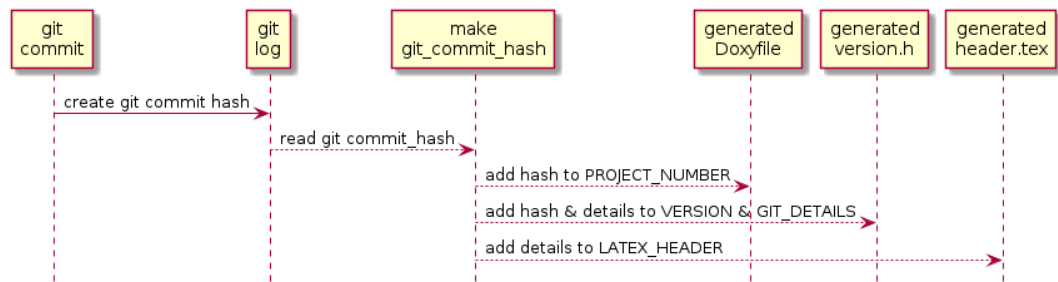 git
commit
git
log
make
git_commit_hash
generated
Doxyfile
generated
version.h
generated
header.tex
create git commit hash
read git commit_hash
add hash to PROJECT_NUMBER
add hash & details to VERSION & GIT_DETAILS
add details to LATEX_HEADER